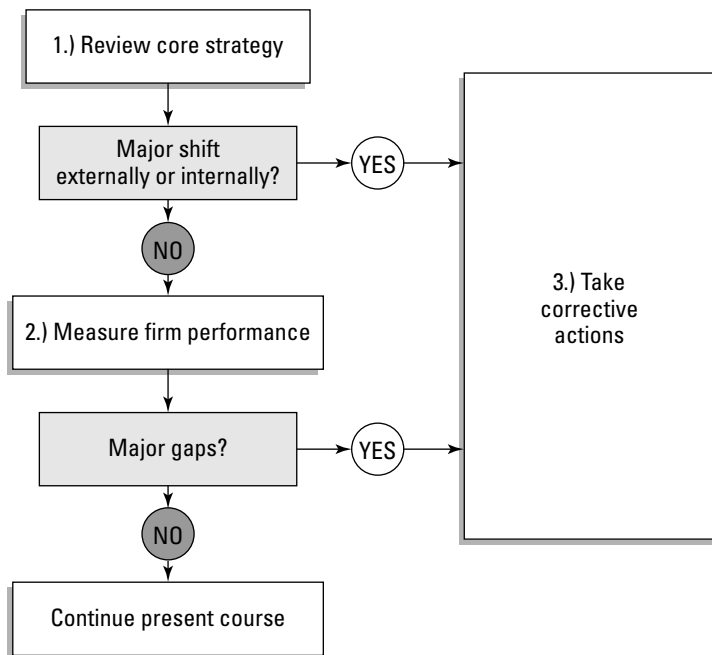 1.) Review core strategy
Major shift
externally or internally?
YES
NO
2.) Measure firm performance
Major gaps?
YES
NO
Continue present course
3.) Take
corrective
actions